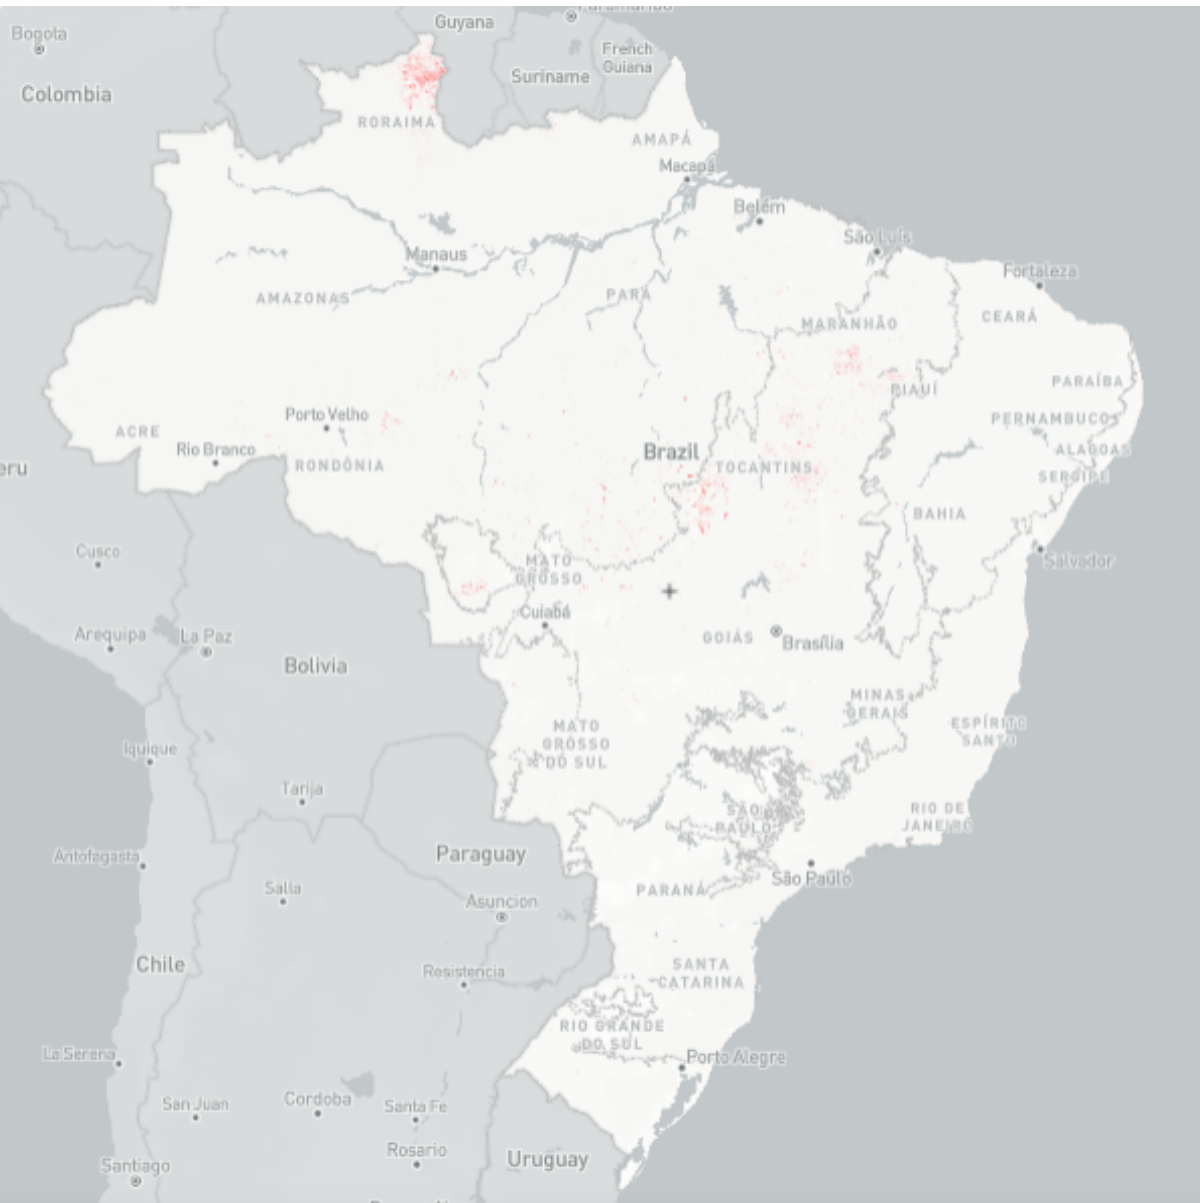 Paramaribo
Guyana
Bogota
French
Guiana
Suriname
Colombia
RORAIMA
AMAPÁ
Macapá
Belém
São Luís
Manaus
Fortaleza
AMAZONAS
PARÁ
CEARÁ
MARANHÃO
PIAUÍ
PARAÍBA
Porto Velho
PERNAMBUCO
ACRE
Rio Branco
Brazil
ALAGOAS
RONDÔNIA
TOCANTINS
SERGIPE
BAHIA
Cusco
MATO
GROSSO
Salvador
Cuiabá
Arequipa
La Paz
GOIÁS
Brasília
Bolivia
MINAS
GERAIS
ESPÍRITO
SANTO
MATO
GROSSO
DO SUL
Iquique
Tarija
SÃO
PAULO
RIO DE
JANEIRO
Antofagasta
Paraguay
São Paulo
Salta
PARANÁ
Asuncion
Chile
Resistencia
SANTA
CATARINA
RIO GRANDE
DO SUL
La Serena
Porto Alegre
San Juan
Cordoba
Santa Fe
Rosario
Santiago
Uruguay